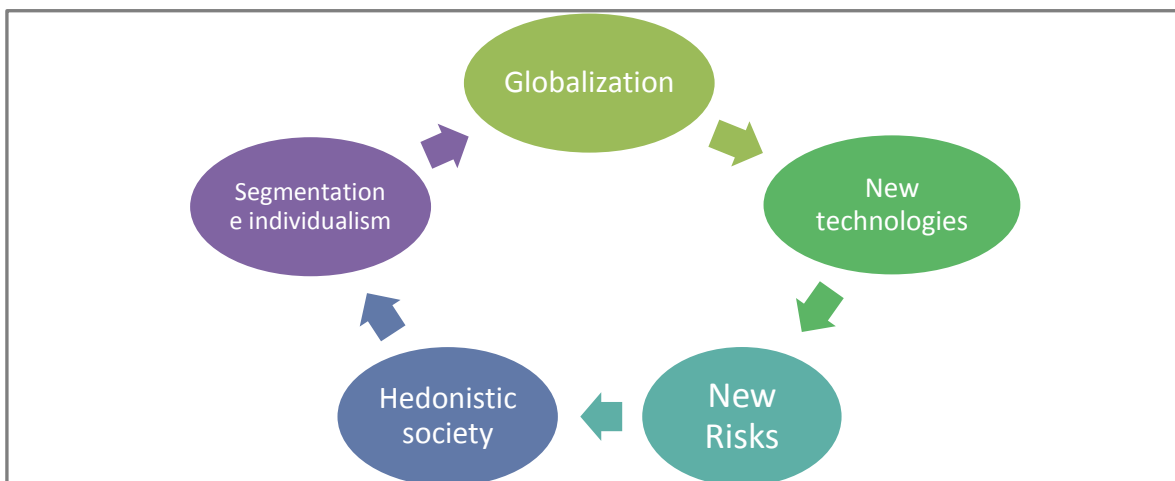 Globalization
New
technologies
New
Risks
Hedonistic
society
Segmentation
e individualism